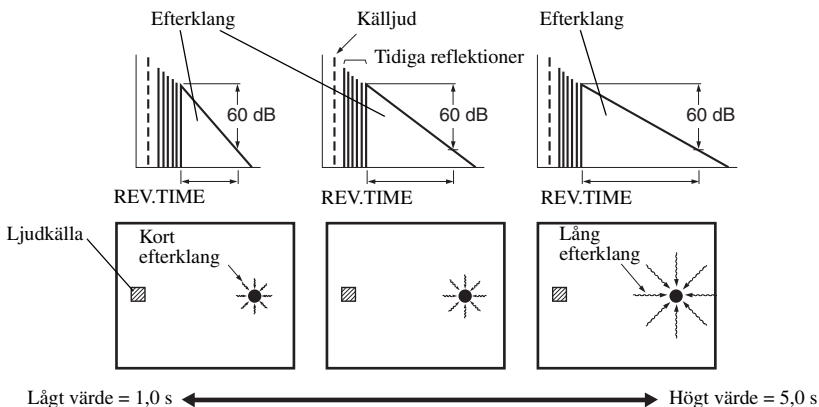 Efterklang
Källjud
Efterklang
Tidiga reflektioner
60 dB
60 dB
60 dB
REV.TIME
REV.TIME
REV.TIME
Ljudkälla
Kort
efterklang
Lång
efterklang
Lågt värde = 1,0 s
Högt värde = 5,0 s